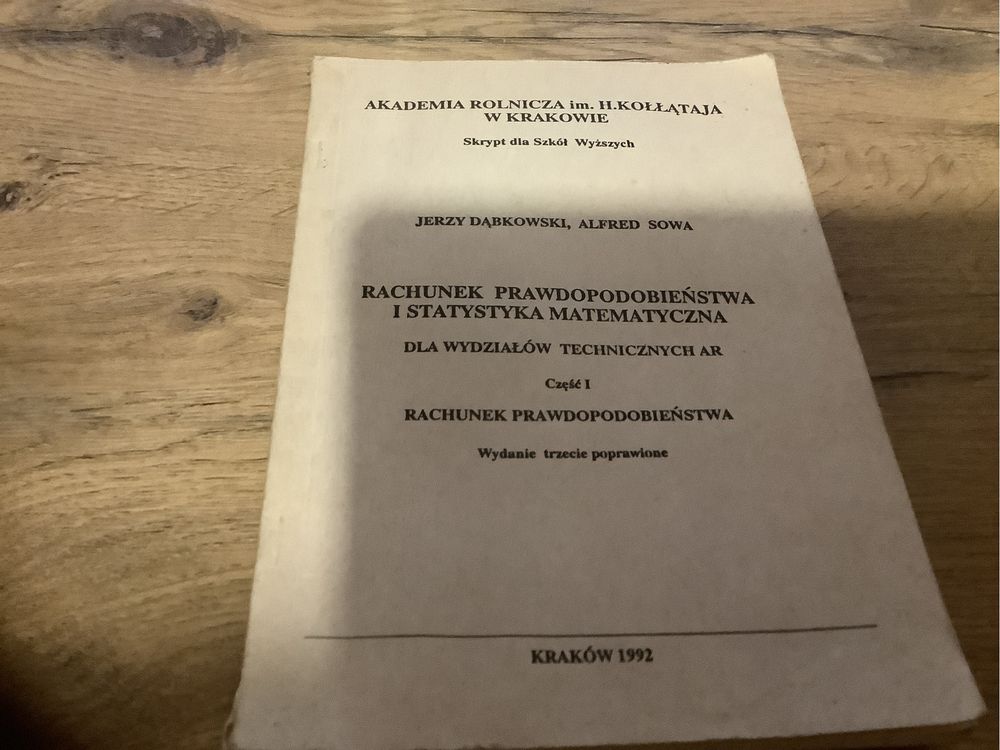 AKADEMIA ROLNICZA im. H.KOŁŁĄTAJA
W KRAKOWIE
Skrypt dla Szkół Wyższych
JERZY DĄBKOWSKI, ALFRED SOWA
RACHUNEK PRAWDOPODOBIEŃSTWA
I STATYSTYKA MATEMATYCZNA
DLA WYDZIAŁÓW TECHNICZNYCH AR
Część I
RACHUNEK PRAWDOPODOBIEŃSTWA
Wydanie trzecie poprawione
KRAKÓW 1992